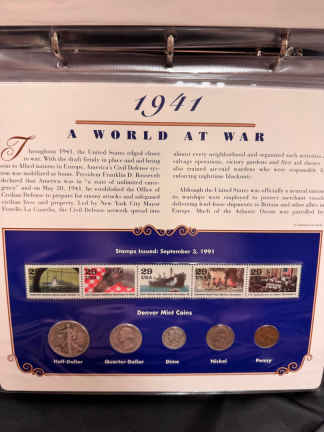 1941
A WORLD AT WAR
Throughout 1941, the United States edged closer
to war. With the draft firmly in place and aid being
sent to Allied nations in Europe, America's Civil Defense sys-
tem was mobilized at home. President Franklin D. Roosevelt
declared that America was in "a state of unlimited emer-
gency" and on May 20, 1941, he established the Office of
Civilian Defense to prepare for enemy attacks and safeguard
civilian lives and property. Led by New York City Mayor
Fiorello La Guardia, the Civil Defense network spread into
almost every neighborhood and organized such activities
salvage operations, victory gardens and first aid classes
also trained air-raid wardens who were responsible
enforcing nighttime blackouts.
Although the United States was officially a neutral nation
its warships were employed to protect merchant vessels
delivering lend-lease shipments to Britain and other allies in
Europe. Much of the Atlantic Ocean was patrolled by
Stamps Issued: September 3, 1991
29 USA
29
29 USA
29
29
Denver Mint Coins
Half-Dollar
Quarter-Dollar
Dime
Nickel
Penny